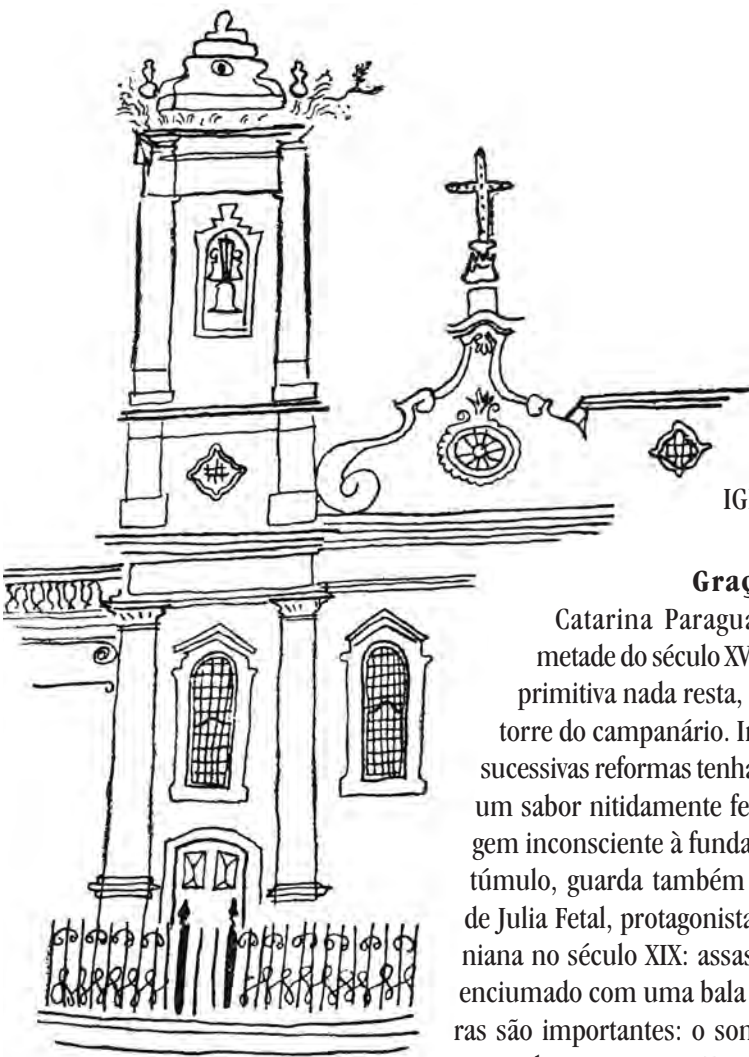 IG
Graç
Catarina Paragua
metade do século XV
primitiva nada resta,
torre do campanário. In
sucessivas reformas tenha
um sabor nitidamente fe
gem inconsciente à funda
túmulo, guarda também
de Julia Fetal, protagonista
niana no século XIX: assas
enciumado com uma bala
ras são importantes: o som